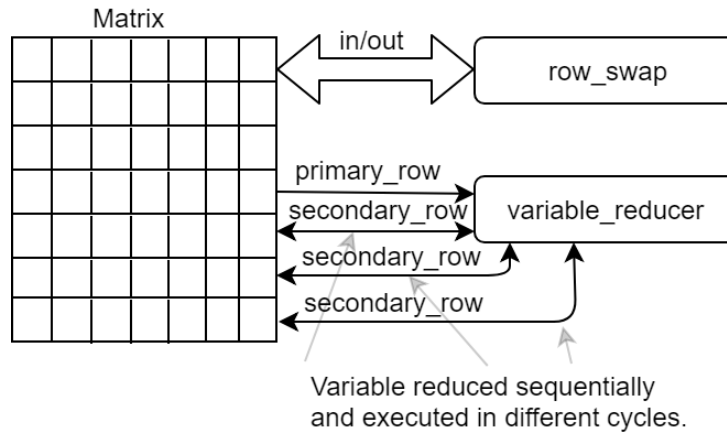 Matrix
in/out
row_swap
primary_row
secondary_row
variable_reducer
secondary_row
secondary_row
Variable reduced sequentially
and executed in different cycles.